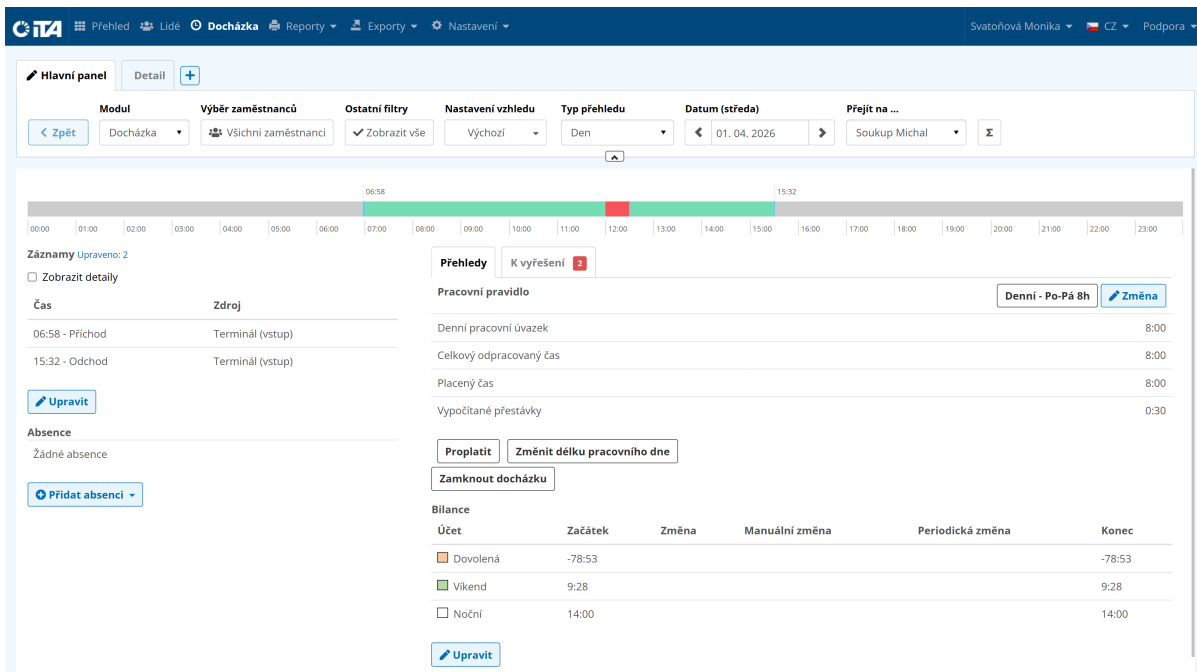 iTA Přehled Lidé Docházka Reporty Exporty Nastavení Svatoňová Monika CZ Podpora
Hlavní panel Detail +
Modul Výběr zaměstnanců Ostatní filtry Nastavení vzhledu Typ přehledu Datum (středa) Přejít na ...
Zpět Docházka Všichni zaměstnanci Zobrazit vše Výchozí Den 01. 04. 2026 Soukup Michal Σ
06:58 15:32
00:00 01:00 02:00 03:00 04:00 05:00 06:00 07:00 08:00 09:00 10:00 11:00 12:00 13:00 14:00 15:00 16:00 17:00 18:00 19:00 20:00 21:00 22:00 23:00
Záznamy Upraveno: 2
Zobrazit detaily
Čas Zdroj
06:58 - Příchod Terminál (vstup)
15:32 - Odchod Terminál (vstup)
Upravit
Absence
Žádné absence
Přidat absenci
Přehledy K vyřešení 2
Pracovní pravidlo Denní - Po-Pá 8h Změna
Denní pracovní úvazek 8:00
Celkový odpracovaný čas 8:00
Placený čas 8:00
Vypočítané přestávky 0:30
Proplatit Změnit délku pracovního dne
Zamknout docházku
Bilance
Účet Začátek Změna Manuální změna Periodická změna Konec
Dovolená -78:53 -78:53
Víkend 9:28 9:28
Noční 14:00 14:00
Upravit